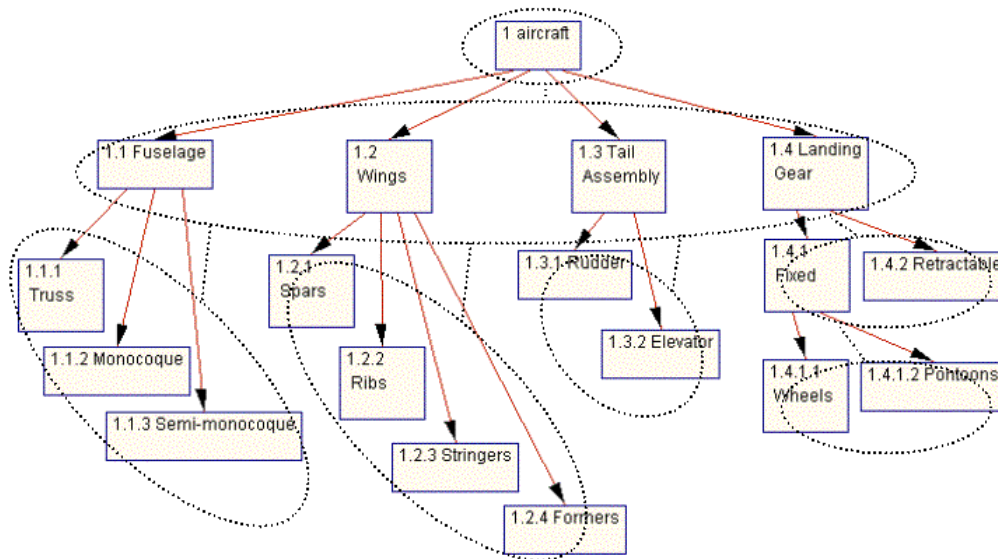 1 aircraft
1.1 Fuselage
1.2
Wings
1.3 Tail
Assembly
1.4 Landing
Gear
1.1.1
Truss
1.1.2 Monocoque
1.1.3 Semi-monocoque
1.2.1
Spars
1.2.2
Ribs
1.2.3 Stringers
1.2.4 Formers
1.3.1 Rudder
1.3.2 Elevator
1.4.1
Fixed
1.4.2 Retractable
1.4.1.1
Wheels
1.4.1.2 Pontoons